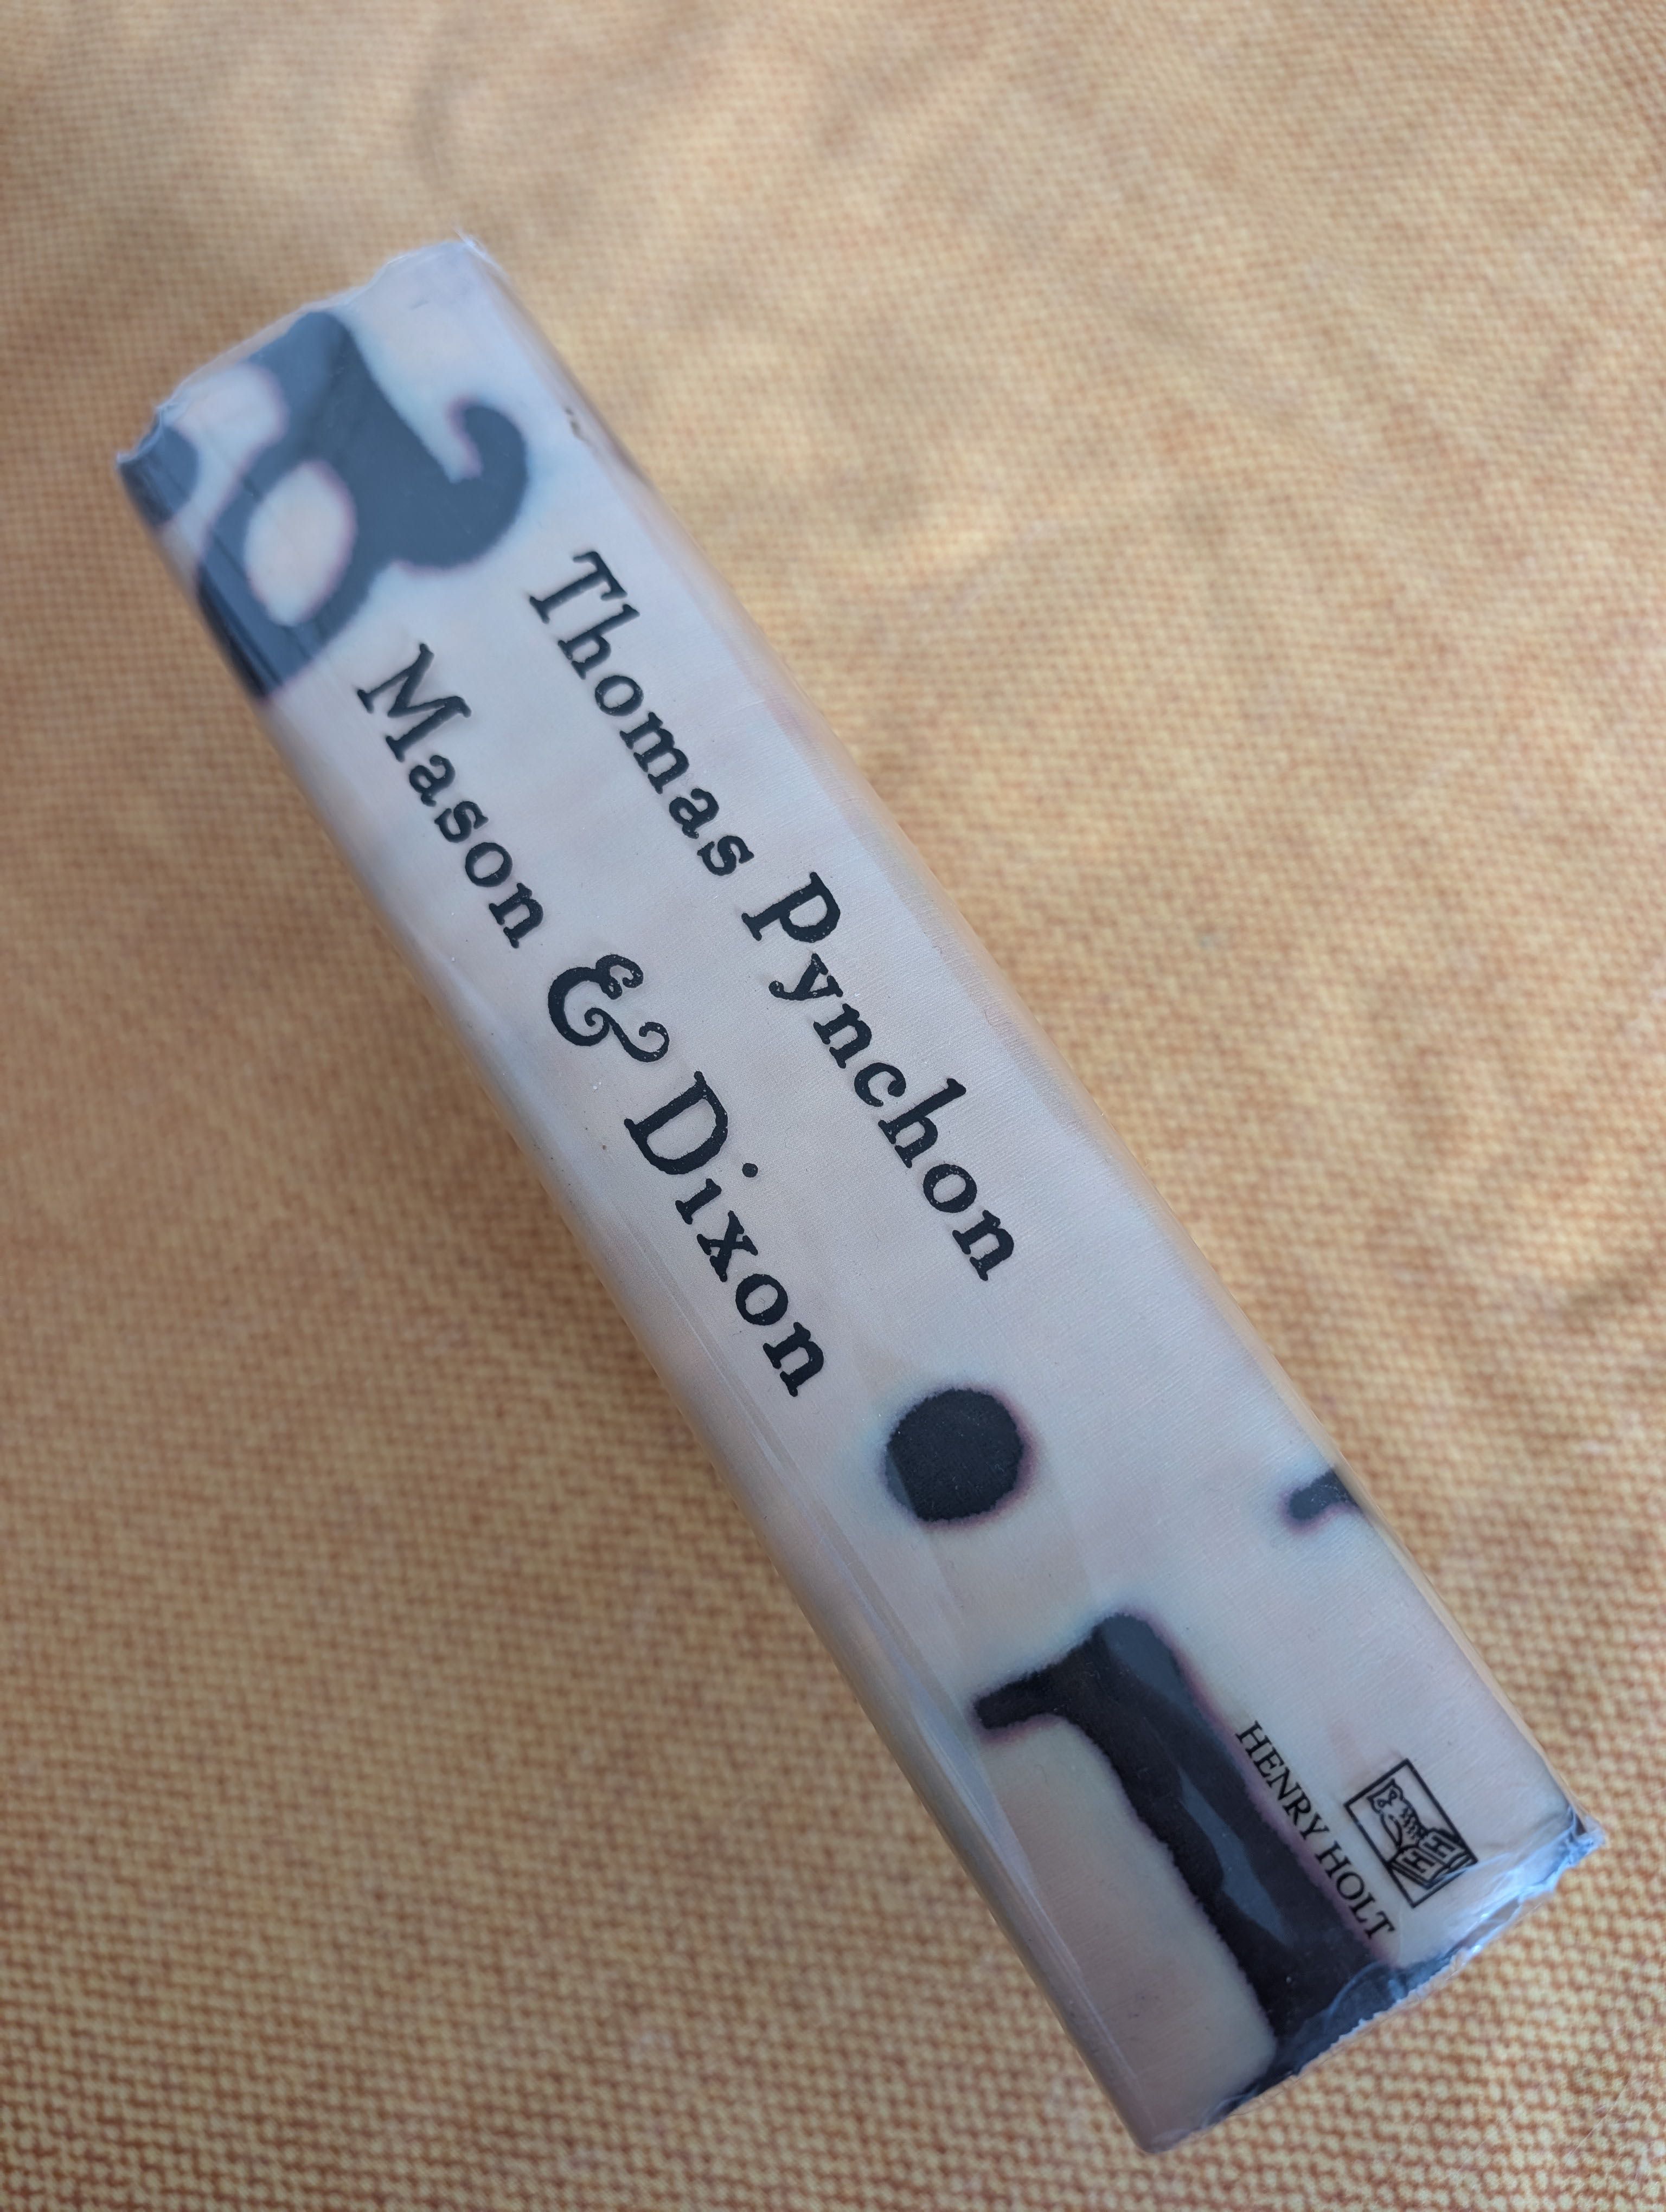 Thomas Pynchon
Mason & Dixon
HENRY HOLT